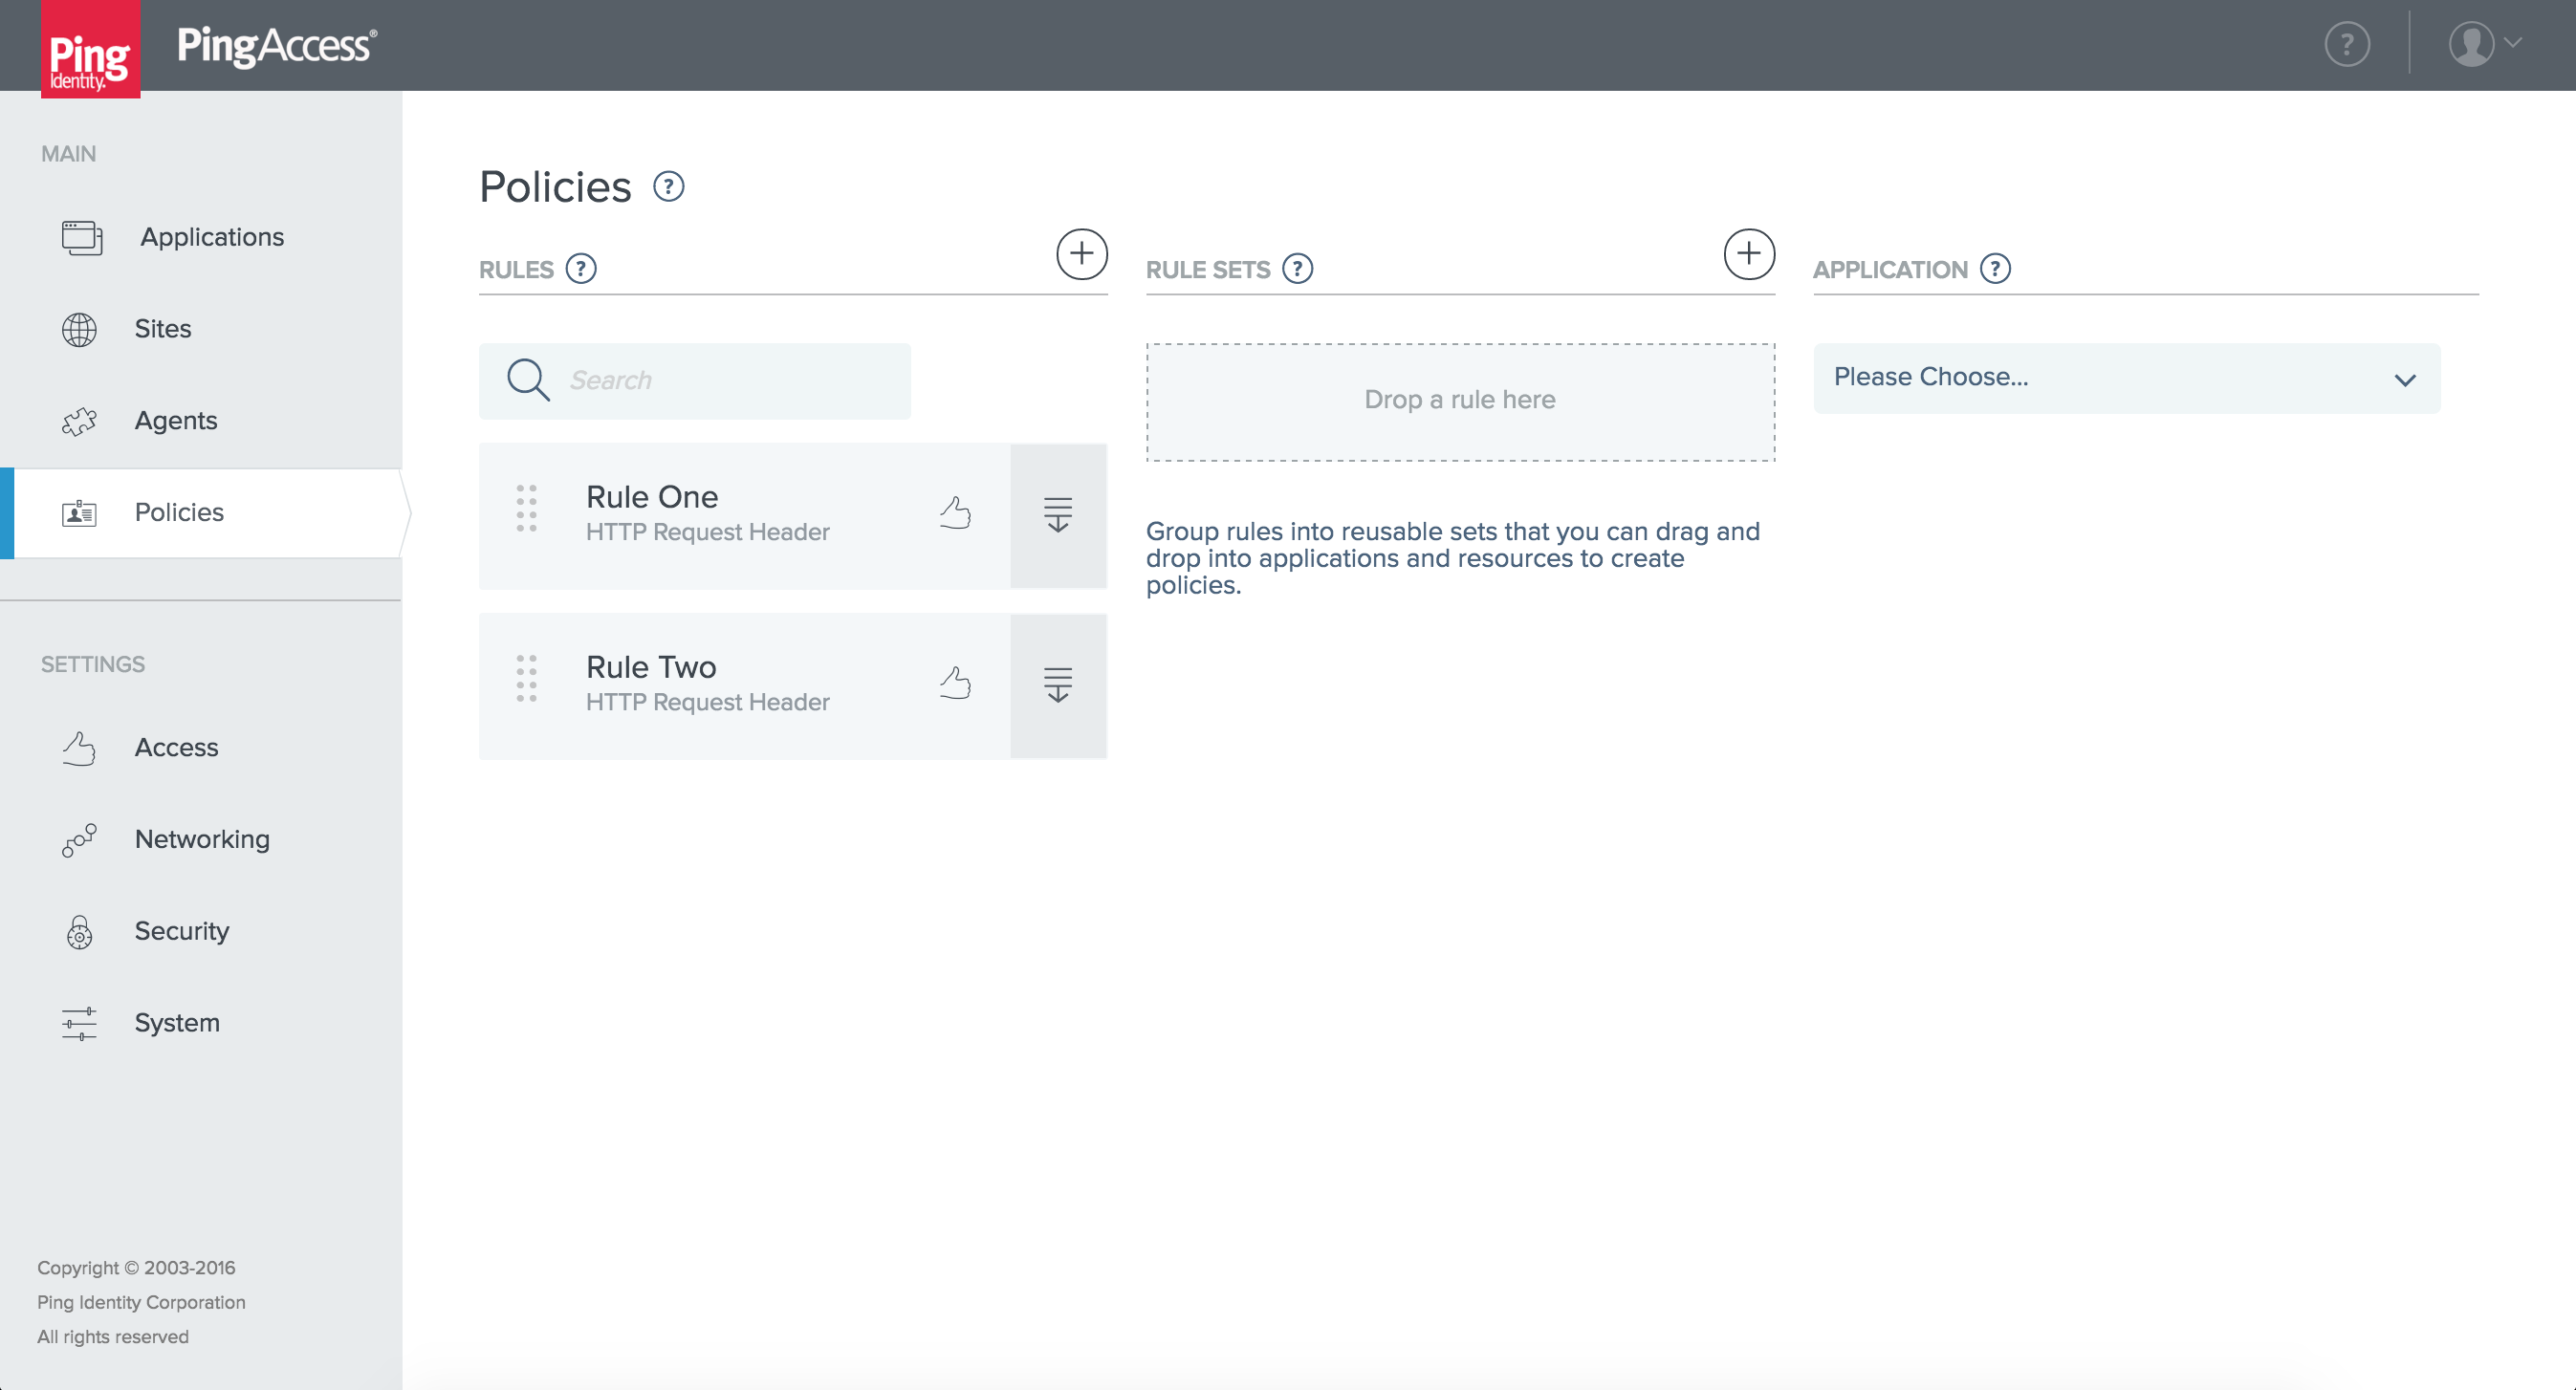 Ping
Identity.
PingAccess®
?
MAIN
Applications
Sites
Agents
Policies
SETTINGS
Access
Networking
Security
System
Copyright © 2003-2016
Ping Identity Corporation
All rights reserved
Policies ?
RULES ?
Search
Rule One
HTTP Request Header
Rule Two
HTTP Request Header
RULE SETS ?
Drop a rule here
Group rules into reusable sets that you can drag and
drop into applications and resources to create
policies.
APPLICATION ?
Please Choose...